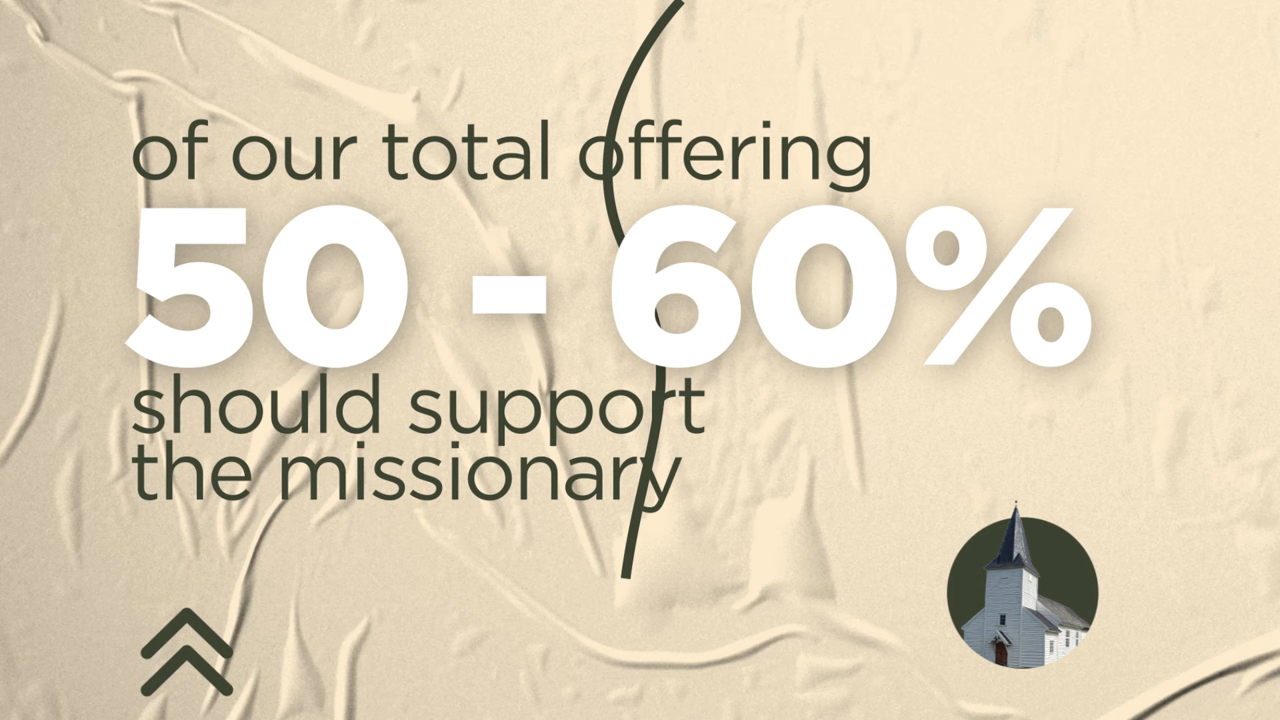 of our total offering
50 - 60%
should support
the missionary